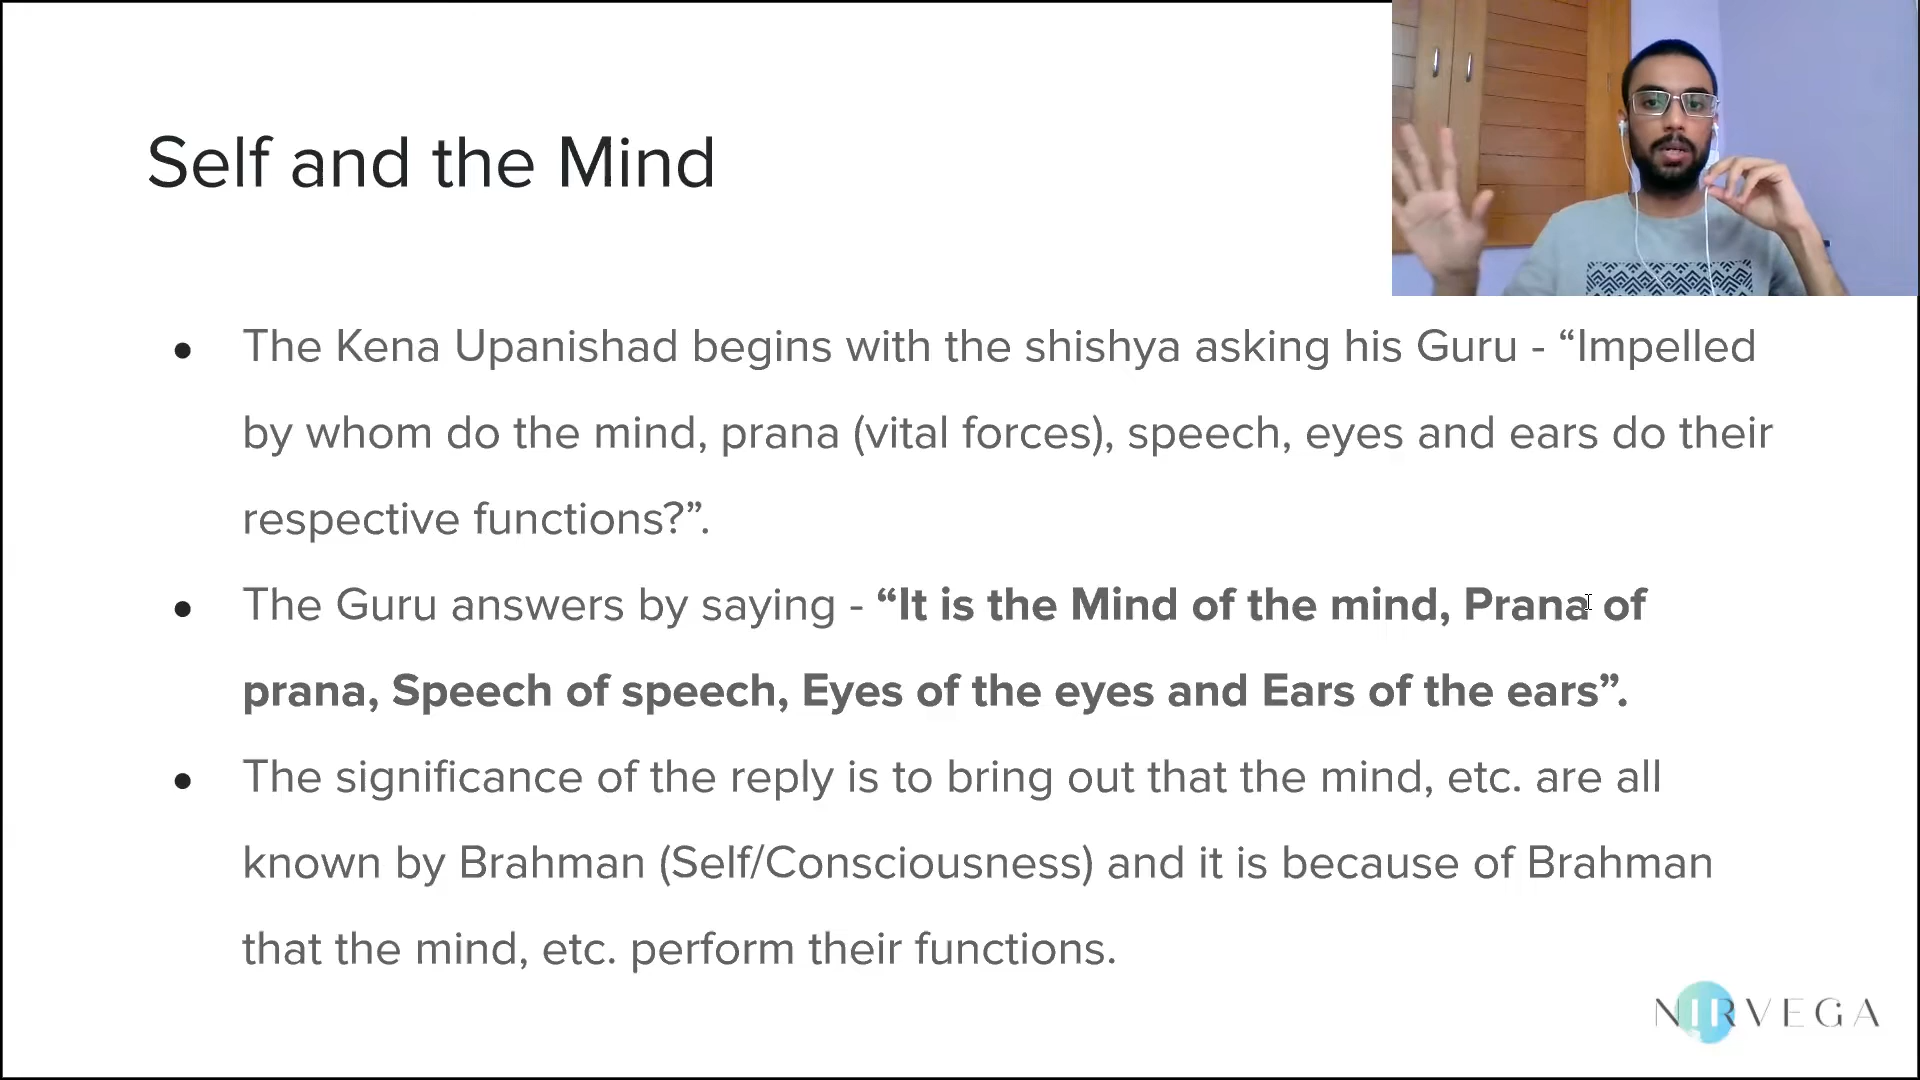 Self and the Mind
● The Kena Upanishad begins with the shishya asking his Guru - “Impelled
by whom do the mind, prana (vital forces), speech, eyes and ears do their
respective functions?”.
● The Guru answers by saying - “It is the Mind of the mind, Prana of
prana, Speech of speech, Eyes of the eyes and Ears of the ears”.
● The significance of the reply is to bring out that the mind, etc. are all
known by Brahman (Self/Consciousness) and it is because of Brahman
that the mind, etc. perform their functions.
NIRVEGA